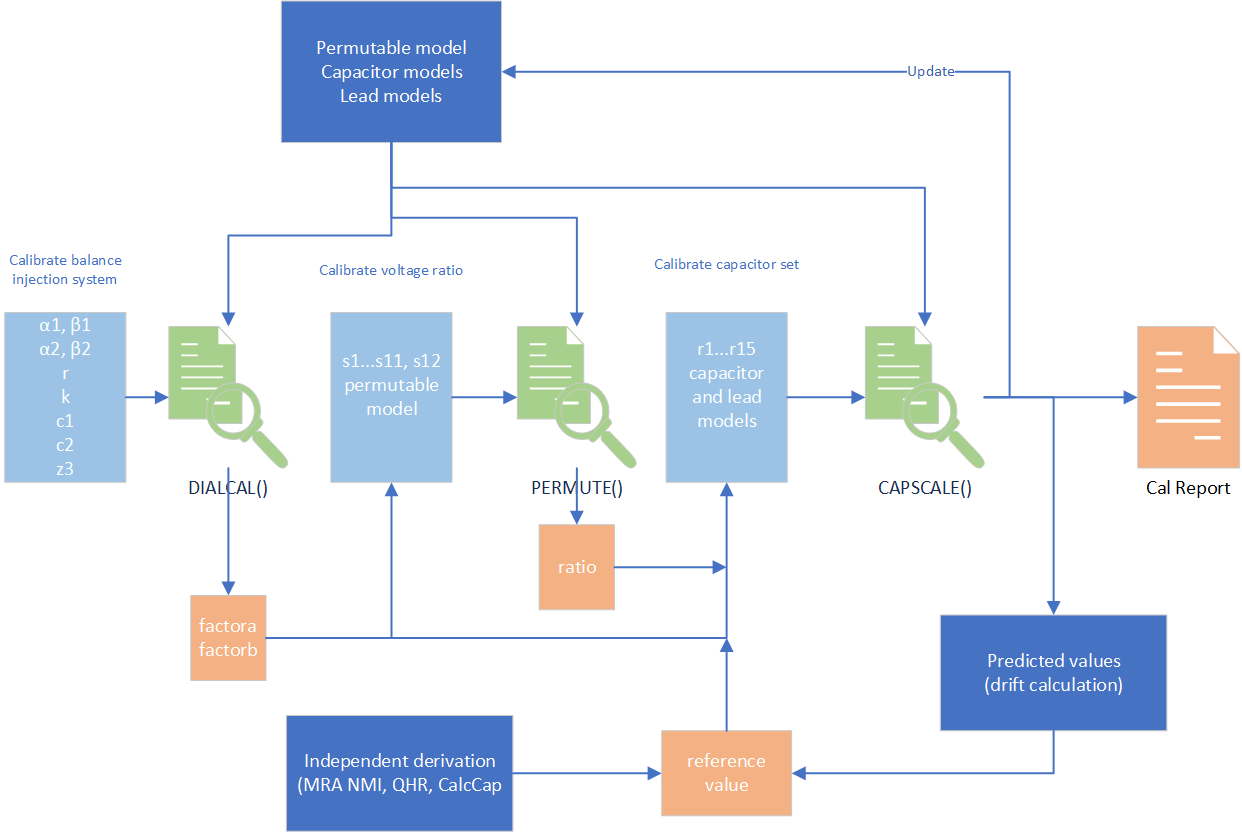 Permutable model
Capacitor models
Lead models
Update
Calibrate balance
injection system
Calibrate voltage ratio
Calibrate capacitor set
α1, β1
α2, β2
r
k
c1
c2
z3
s1...s11, s12
permutable
model
r1...r15
capacitor
and lead
models
DIALCAL()
PERMUTE()
CAPSCALE()
Cal Report
ratio
factora
factorb
Predicted values
(drift calculation)
Independent derivation
(MRA NMI, QHR, CalcCap
reference
value